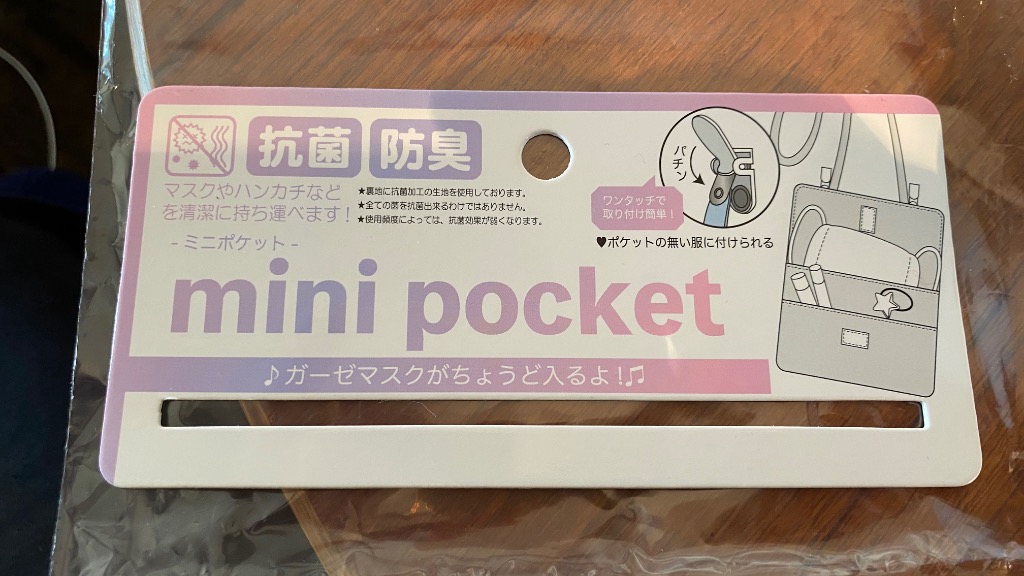 抗菌 防臭
マスクやハンカチなど
を清潔に持ち運べます!
★裏地に抗菌加工の生地を使用しております。
★全ての菌を抗菌出来るわけではありません。
★使用頻度によっては、抗菌効果が弱くなります。
パチン
ワンタッチで
取り付け簡単!
♥ポケットの無い服に付けられる
- ミニポケット -
mini pocket
♪ガーゼマスクがちょうど入るよ!♫